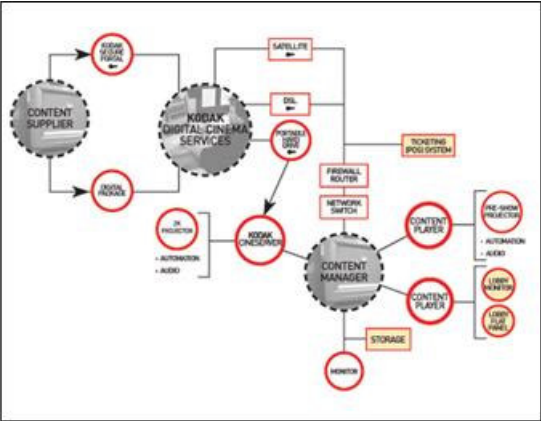 KODAK
SECURE
PORTAL
SATELLITE
CONTENT
SUPPLIER
KODAK
DIGITAL CINEMA
SERVICES
DSL
PORTABLE
HARD
DRIVE
TICKETING
(POS) SYSTEM
DIGITAL
PACKAGE
FIREWALL
ROUTER
NETWORK
SWITCH
2K
PROJECTOR
• AUTOMATION
• AUDIO
KODAK
CINESERVER
CONTENT
MANAGER
CONTENT
PLAYER
PRE-SHOW
PROJECTOR
• AUTOMATION
• AUDIO
CONTENT
PLAYER
LOBBY
MONITOR
LOBBY
FLAT
PANEL
STORAGE
MONITOR